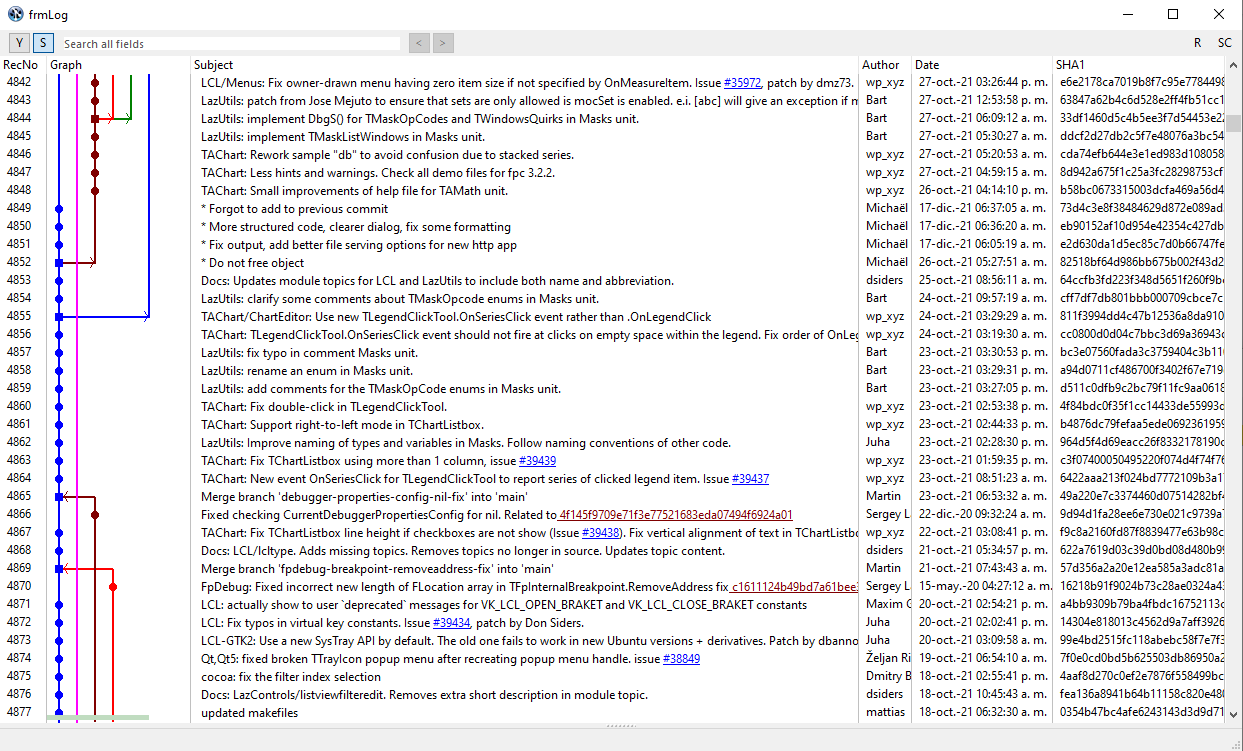 frmLog
Y S Search all fields < > R SC
RecNo Graph Subject Author Date SHA1
4842 LCL/Menus: Fix owner-drawn menu having zero item size if not specified by OnMeasureItem. Issue #35972, patch by dmz73. wp_xyz 27-oct.-21 03:26:44 p. m. e6e2178ca7019b8f7c95e7784498
4843 LazUtils: patch from Jose Mejuto to ensure that sets are only allowed is mocSet is enabled. e.i. [abc] will give an exception if Bart 27-oct.-21 12:53:58 p. m. 63847a62b4c6d528e2ff4fb51cc1
4844 LazUtils: implement DbgS() for TMaskOpCodes and TWindowsQuirks in Masks unit. Bart 27-oct.-21 06:09:12 a. m. 33df1460d5c4b5ee3f7d54453e22
4845 LazUtils: implement TMaskListWindows in Masks unit. Bart 27-oct.-21 05:30:27 a. m. ddcf2d27db2c5f7e48076a3bc54
4846 TAChart: Rework sample "db" to avoid confusion due to stacked series. wp_xyz 27-oct.-21 05:20:53 a. m. cda74efb644e3e1ed983d108058
4847 TAChart: Less hints and warnings. Check all demo files for fpc 3.2.2. wp_xyz 27-oct.-21 04:59:15 a. m. 8d942a675f1c25a3fc28298753cf
4848 TAChart: Small improvements of help file for TAMath unit. wp_xyz 26-oct.-21 04:14:10 p. m. b58bc0673315003dcfa469a56d4
4849 * Forgot to add to previous commit Michaël 17-dic.-21 06:37:05 a. m. 73d4c3e8f38484629d872e089ad
4850 * More structured code, clearer dialog, fix some formatting Michaël 17-dic.-21 06:36:20 a. m. eb90152af10d954e42354c427db
4851 * Fix output, add better file serving options for new http app Michaël 17-dic.-21 06:05:19 a. m. e2d630da1d5ec85c7d0b66747fe
4852 * Do not free object Michaël 26-oct.-21 05:27:51 a. m. 82518bf64d986bb675b002f43d2
4853 Docs: Updates module topics for LCL and LazUtils to include both name and abbreviation. dsiders 25-oct.-21 08:56:11 a. m. 64ccfb3fd223f348d5651f260f9b
4854 LazUtils: clarify some comments about TMaskOpcode enums in Masks unit. Bart 24-oct.-21 09:57:19 a. m. cff7df7db801bbb000709cbce7c
4855 TAChart/ChartEditor: Use new TLegendClickTool.OnSeriesClick event rather than .OnLegendClick wp_xyz 24-oct.-21 03:29:29 a. m. 811f3994dd4c47b12536a8da910
4856 TAChart: TLegendClickTool.OnSeriesClick event should not fire at clicks on empty space within the legend. Fix order of OnLeg wp_xyz 24-oct.-21 03:19:30 a. m. cc0800d0d04c7bbc3d69a36943
4857 LazUtils: fix typo in comment Masks unit. Bart 23-oct.-21 03:30:53 p. m. bc3e07560fada3c3759404c3b11
4858 LazUtils: rename an enum in Masks unit. Bart 23-oct.-21 03:29:31 p. m. a94d0711cf486700f3402f67e719
4859 LazUtils: add comments for the TMaskOpCode enums in Masks unit. Bart 23-oct.-21 03:27:05 p. m. d511c0dfb9c2bc79f11fc9aa0618
4860 TAChart: Fix double-click in TLegendClickTool. wp_xyz 23-oct.-21 02:53:38 p. m. 4f84bdc0f35f1cc14433de55993
4861 TAChart: Support right-to-left mode in TChartListbox. wp_xyz 23-oct.-21 02:44:33 p. m. b4876dc79fefaa5ede0692361959
4862 LazUtils: Improve naming of types and variables in Masks. Follow naming conventions of other code. Juha 23-oct.-21 02:28:30 p. m. 964d5f4d69eacc26f8332178190
4863 TAChart: Fix TChartListbox using more than 1 column, issue #39439 wp_xyz 23-oct.-21 01:59:35 p. m. c3f07400050495220f074d4f74f76
4864 TAChart: New event OnSeriesClick for TLegendClickTool to report series of clicked legend item. Issue #39437 wp_xyz 23-oct.-21 08:51:23 a. m. 6422aaa213f024bd7772109b3a1
4865 Merge branch 'debugger-properties-config-nil-fix' into 'main' Martin 23-oct.-21 06:53:32 a. m. 49a220e7c3374460d07514282bf
4866 Fixed checking CurrentDebuggerPropertiesConfig for nil. Related to 4f145f9709e71f3e77521683eda07494f6924a01 Sergey L 22-dic.-20 09:32:24 a. m. 9d94d1fa28ee6e730e021c9739a
4867 TAChart: Fix TChartListbox line height if checkboxes are not show (Issue #39438). Fix vertical alignment of text in TChartListbo wp_xyz 22-oct.-21 03:08:41 p. m. f9c8a2160fd87f8839477e63b98c
4868 Docs: LCL/lcltype. Adds missing topics. Removes topics no longer in source. Updates topic content. dsiders 21-oct.-21 05:34:57 p. m. 622a7619d03c39d0bd08d480b9
4869 Merge branch 'fpdebug-breakpoint-removeaddress-fix' into 'main' Martin 21-oct.-21 07:43:43 a. m. 57d356a2a20e12ea585a3adc81a
4870 FpDebug: Fixed incorrect new length of FLocation array in TFpInternalBreakpoint.RemoveAddress fix c1611124b49bd7a61bee Sergey L 15-may.-20 04:27:12 a. m. 16218b91f9024b73c28ae0324a4
4871 LCL: actually show to user `deprecated` messages for VK_LCL_OPEN_BRAKET and VK_LCL_CLOSE_BRAKET constants Maxim G 20-oct.-21 02:54:21 p. m. a4bb9309b79ba4fbdc16752113
4872 LCL: Fix typos in virtual key constants. Issue #39434, patch by Don Siders. Juha 20-oct.-21 02:02:41 p. m. 14304e818013c4562d9a7aff3926
4873 LCL-GTK2: Use a new SysTray API by default. The old one fails to work in new Ubuntu versions + derivatives. Patch by dbanno Juha 20-oct.-21 03:09:58 a. m. 99e4bd2515fc118abebc58f7e7f
4874 Qt,Qt5: fixed broken TTrayIcon popup menu after recreating popup menu handle. issue #38849 Željan Ri 19-oct.-21 06:54:10 a. m. 7f0e0cd0bd5b625503db86950a2
4875 cocoa: fix the filter index selection Dmitry B 18-oct.-21 02:55:41 p. m. 4aaf8d270c0ef2e7876f558499bc
4876 Docs: LazControls/listviewfilteredit. Removes extra short description in module topic. dsiders 18-oct.-21 10:45:43 a. m. fea136a8941b64b11158c820e480
4877 updated makefiles mattias 18-oct.-21 06:32:30 a. m. 0354b47bc4afe6243143d3d9d71